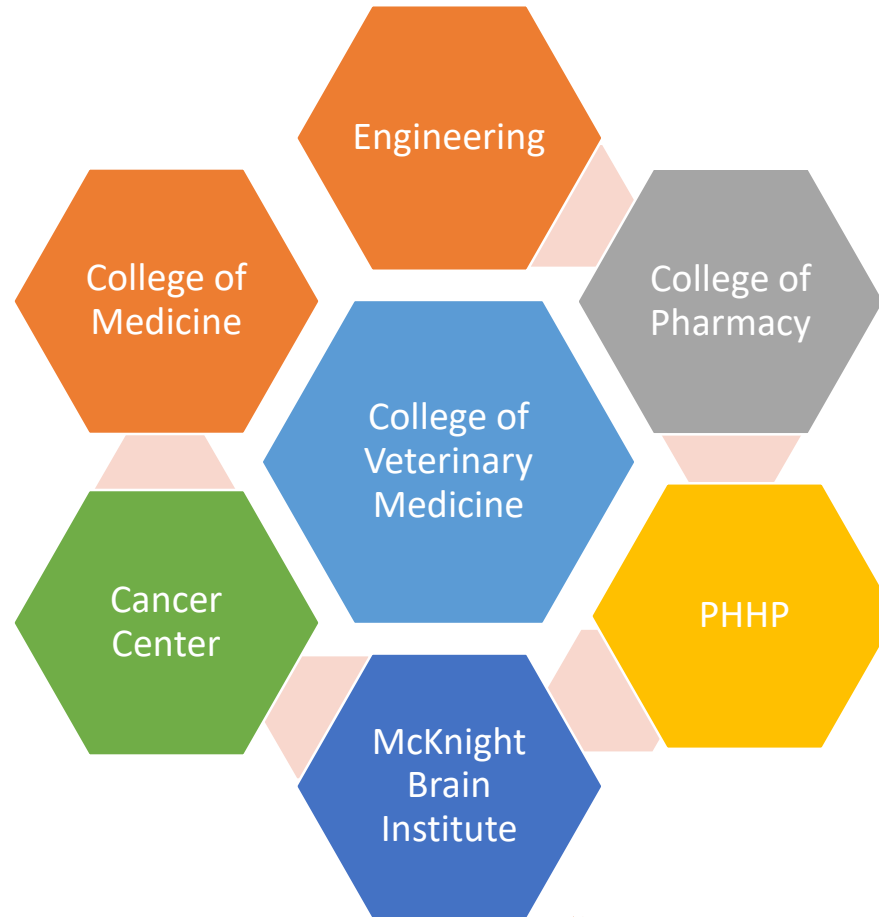 Engineering
College of
Medicine
College of
Pharmacy
College of
Veterinary
Medicine
Cancer
Center
PHHP
McKnight
Brain
Institute